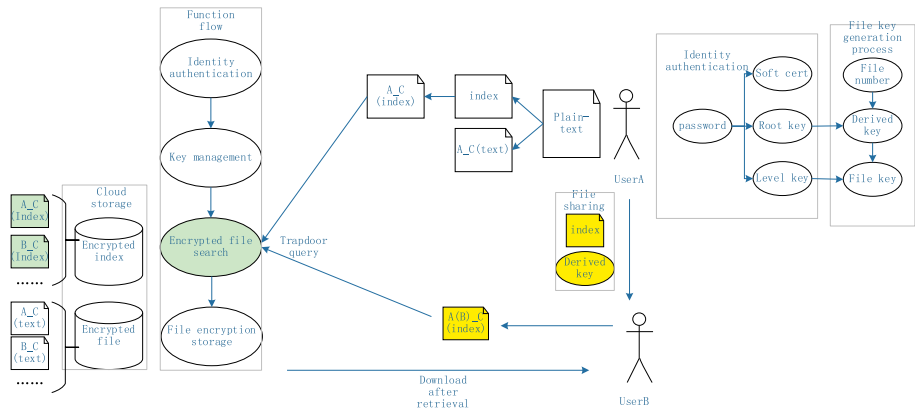 Function
flow
Identity
authentication
Key management
Encrypted file
search
File encryption
storage
Cloud
storage
A_C
(Index)
B_C
(Index)
......
Encrypted
index
A_C
(text)
B_C
(text)
......
Encrypted
file
Trapdoor
query
A_C
(index)
index
A_C(text)
Plain-
text
UserA
File
sharing
index
Derived
key
A(B)_C
(index)
UserB
Download
after
retrieval
Identity
authentication
password
Soft cert
Root key
Level key
File key
generation
process
File
number
Derived
key
File key